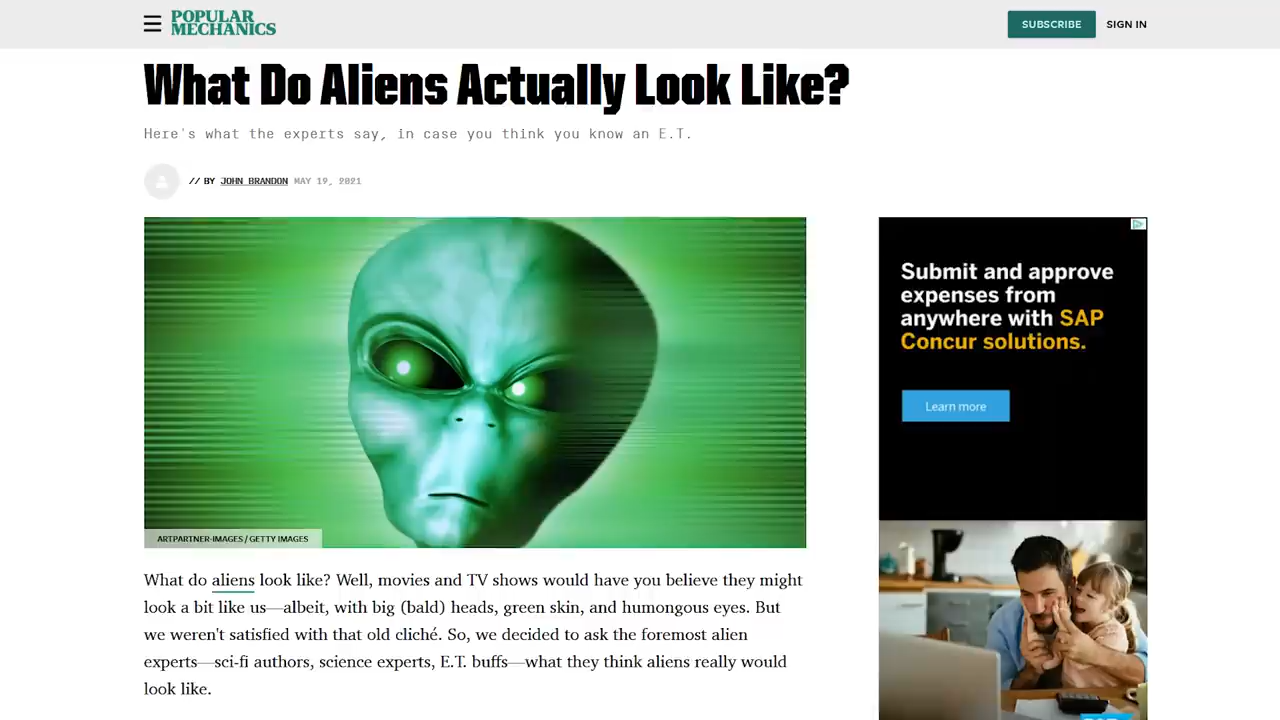 POPULAR
MECHANICS
SUBSCRIBE
SIGN IN
What Do Aliens Actually Look Like?
Here's what the experts say, in case you think you know an E.T.
// BY JOHN BRANDON MAY 19, 2021
ARTPARTNER-IMAGES / GETTY IMAGES
What do aliens look like? Well, movies and TV shows would have you believe they might
look a bit like us—albeit, with big (bald) heads, green skin, and humongous eyes. But
we weren't satisfied with that old cliché. So, we decided to ask the foremost alien
experts—sci-fi authors, science experts, E.T. buffs—what they think aliens really would
look like.
Submit and approve
expenses from
anywhere with SAP
Concur solutions.
Learn more